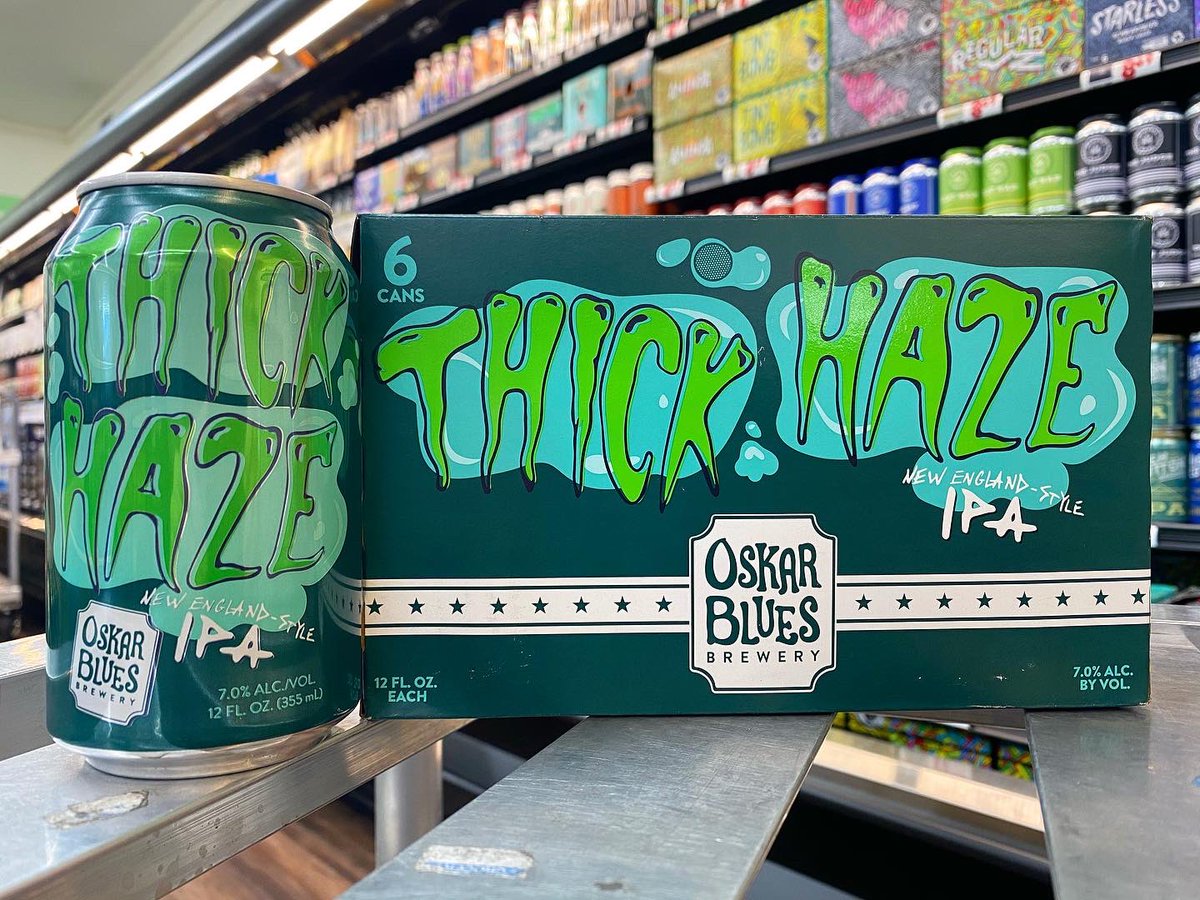 THICK
HAZE
NEW ENGLAND-STYLE
IPA
OSKAR
BLUES
BREWERY
7.0% ALC./VOL
12 FL. OZ. (355 mL)
6
CANS
THICK HAZE
NEW ENGLAND-STYLE
IPA
OSKAR
BLUES
BREWERY
12 FL. OZ.
EACH
7.0% ALC.
BY VOL.
REGULAR
STARLESS